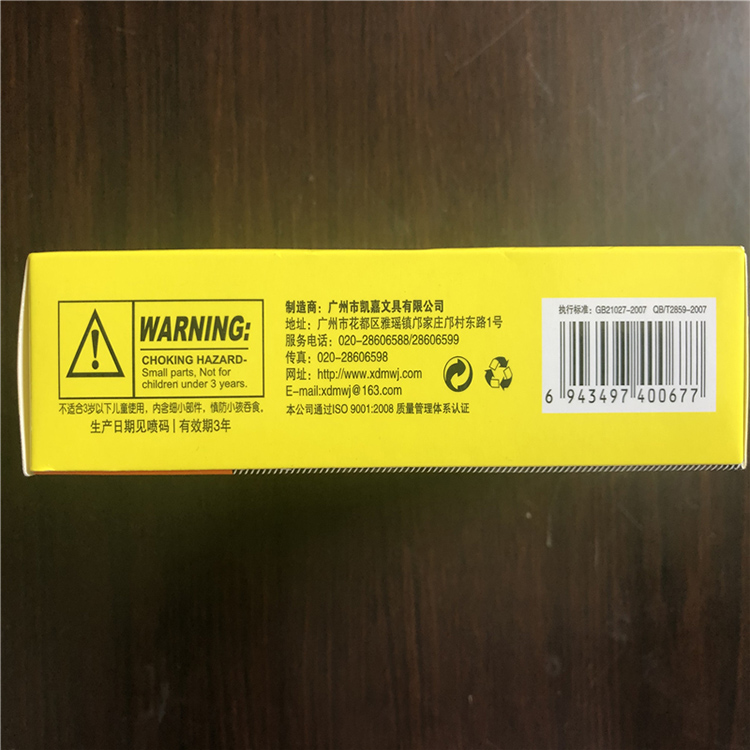 WARNING:
CHOKING HAZARD-
Small parts, Not for
children under 3 years.
不适合3岁以下儿童使用，内含细小部件，慎防小孩吞食。
生产日期见喷码 | 有效期3年
制造商：广州市凯嘉文具有限公司
地址：广州市花都区雅瑶镇邝家庄邝村东路1号
服务电话：020-28606588/28606599
传真：020-28606598
网址：http://www.xdmwj.com
E-mail:xdmwj@163.com
本公司通过ISO 9001:2008 质量管理体系认证
执行标准：GB21027-2007 QB/T2859-2007
6 943497 400677